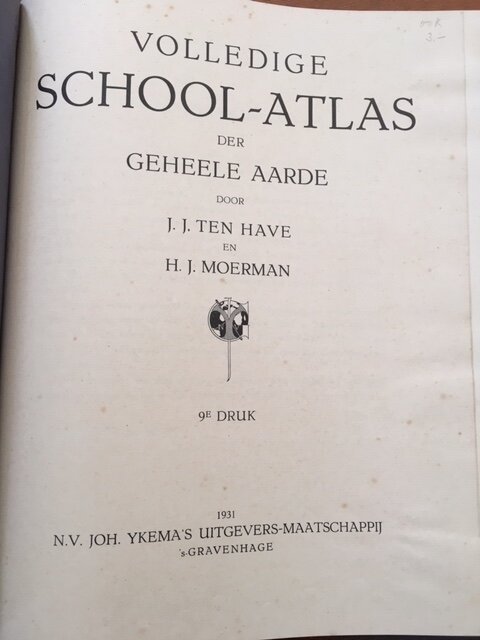 3.-
VOLLEDIGE
SCHOOL-ATLAS
DER
GEHEELE AARDE
DOOR
J. J. TEN HAVE
EN
H. J. MOERMAN
9E DRUK
1931
N.V. JOH. YKEMA'S UITGEVERS-MAATSCHAPPIJ
'S-GRAVENHAGE